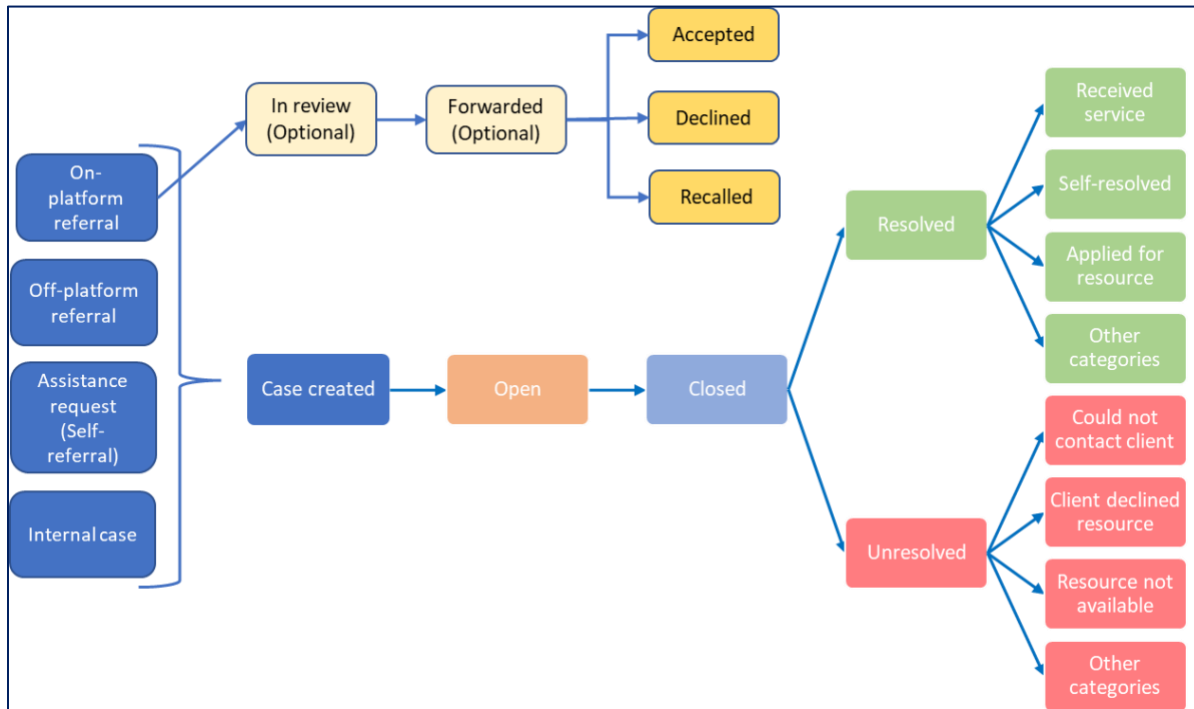 Accepted
In review
(Optional)
Forwarded
(Optional)
Declined
Recalled
On-
platform
referral
Off-platform
referral
Assistance
request
(Self-
referral)
Internal case
Case created
Open
Closed
Resolved
Unresolved
Received
service
Self-resolved
Applied for
resource
Other
categories
Could not
contact client
Client declined
resource
Resource not
available
Other
categories